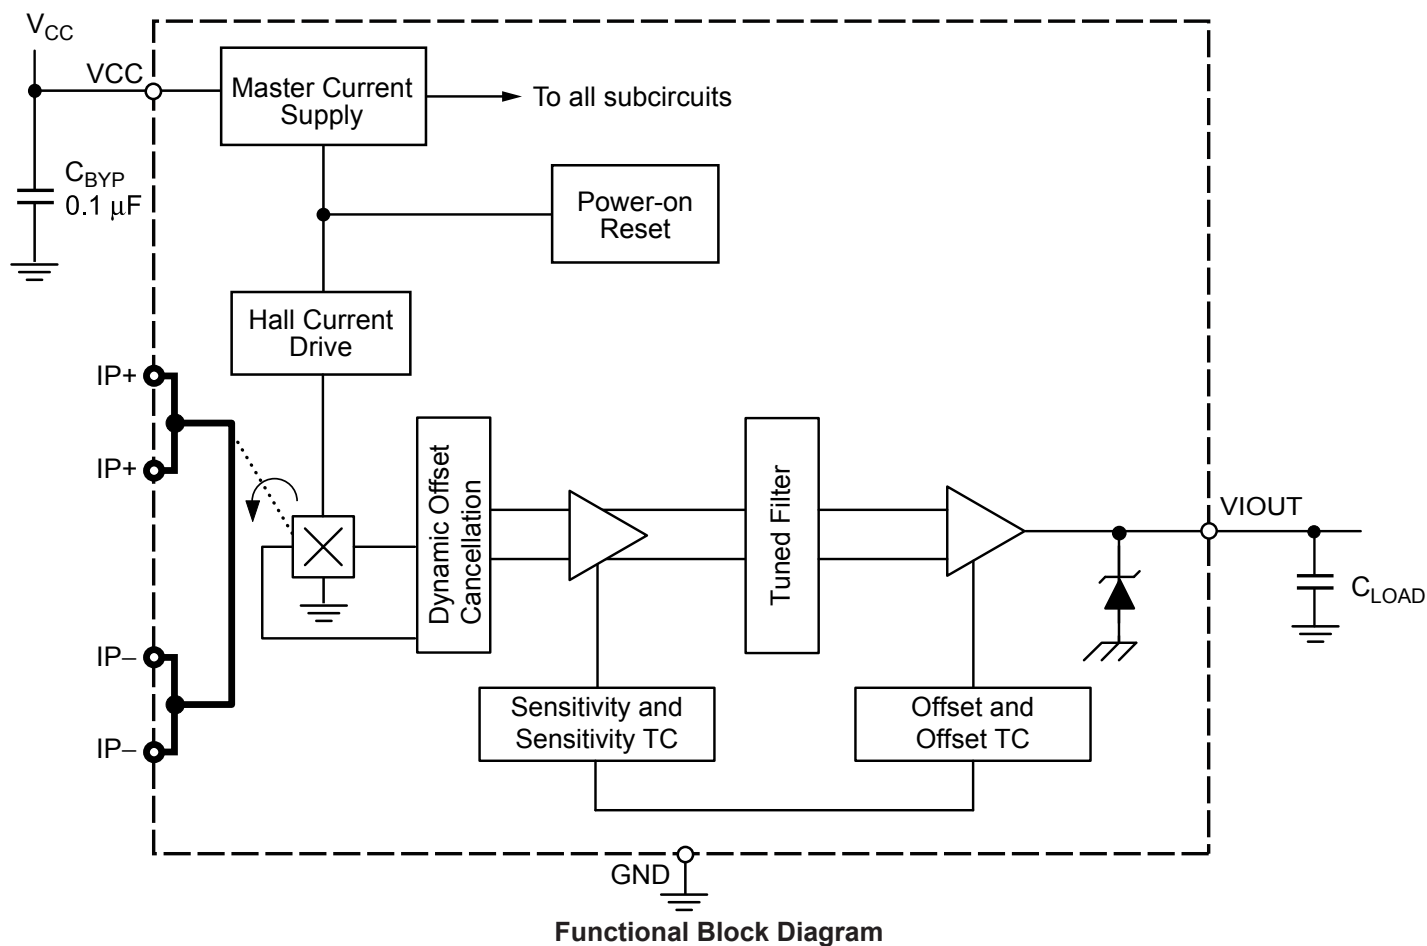 VCC
VCC
Master Current
Supply
To all subcircuits
CBYP
0.1 μF
Power-on
Reset
Hall Current
Drive
IP+
IP+
Dynamic Offset
Cancellation
Tuned Filter
VIOUT
CLOAD
IP–
IP–
Sensitivity and
Sensitivity TC
Offset and
Offset TC
GND
Functional Block Diagram